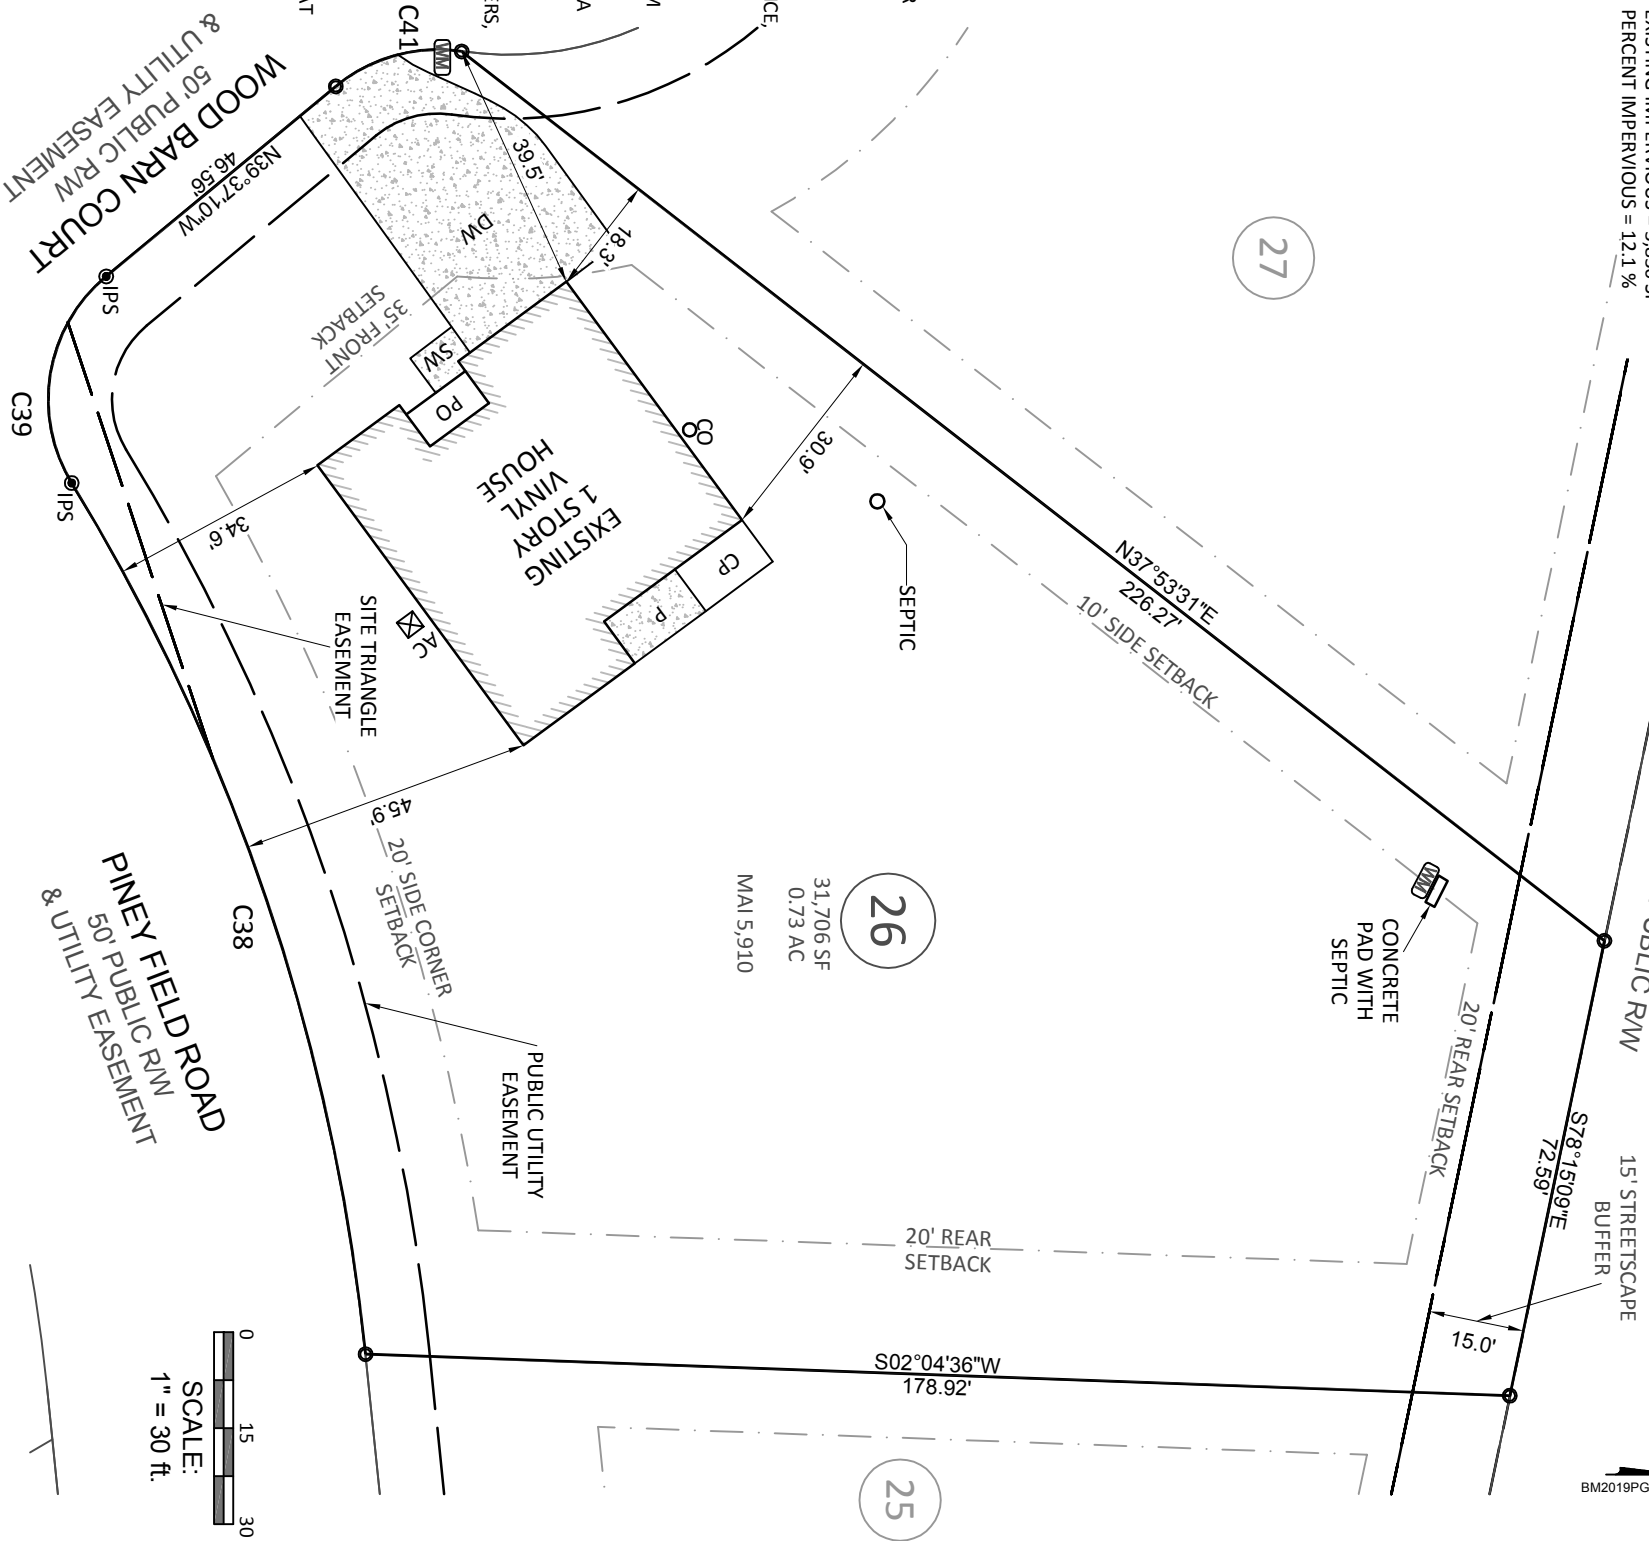 PERCENT IMPERVIOUS = 12.1 %
CE,
ERS,
A
M
R
AT
C41
WM
WOOD BARN COURT
50' PUBLIC R/W
& UTILITY EASEMENT
N39°37'10"W
46.56'
IPS
C39
IPS
39.5'
18.3'
DW
35' FRONT
SETBACK
SW
PO
CO
30.9'
EXISTING
1 STORY
VINYL
HOUSE
CP
P
AC
34.6'
45.9'
SITE TRIANGLE
EASEMENT
SEPTIC
27
N37°53'31"E
226.27'
10' SIDE SETBACK
WM
CONCRETE
PAD WITH
SEPTIC
20' REAR SETBACK
S78°15'09"E
72.59'
15' STREETSCAPE
BUFFER
15.0'
26
31,706 SF
0.73 AC
MAI 5,910
20' SIDE CORNER
SETBACK
C38
PINEY FIELD ROAD
50' PUBLIC R/W
& UTILITY EASEMENT
PUBLIC UTILITY
EASEMENT
20' REAR
SETBACK
S02°04'36"W
178.92'
25
0 15 30
SCALE:
1" = 30 ft.
BM2019PG